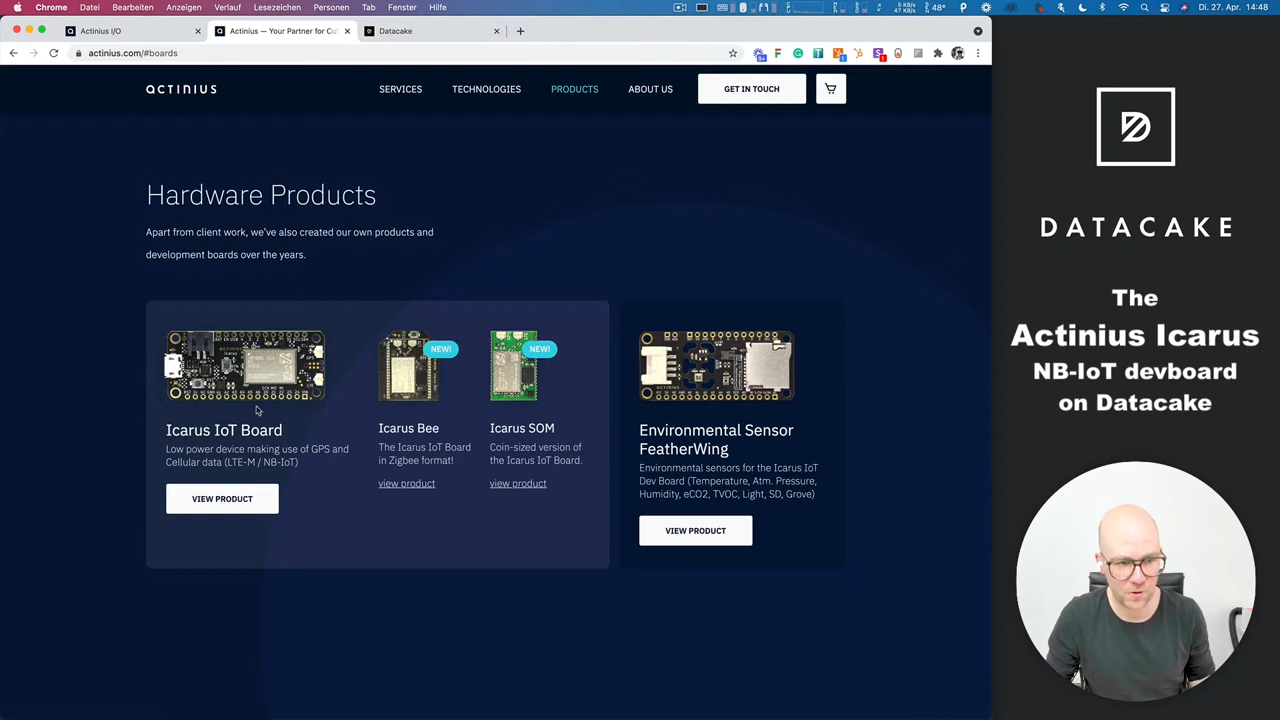 Chrome Datei Bearbeiten Anzeigen Verlauf Lesezeichen Personen Tab Fenster Hilfe
Di. 27. Apr. 14:48
Actinius I/O
Actinius — Your Partner for Cu
Datacake
actinius.com/#boards
ACTINIUS
SERVICES
TECHNOLOGIES
PRODUCTS
ABOUT US
GET IN TOUCH
Hardware Products
Apart from client work, we've also created our own products and
development boards over the years.
NEW!
NEW!
Icarus IoT Board
Low power device making use of GPS and
Cellular data (LTE-M / NB-IoT)
VIEW PRODUCT
Icarus Bee
The Icarus IoT Board
in Zigbee format!
view product
Icarus SOM
Coin-sized version of
the Icarus IoT Board.
view product
Environmental Sensor
FeatherWing
Environmental sensors for the Icarus IoT
Dev Board (Temperature, Atm. Pressure,
Humidity, eCO2, TVOC, Light, SD, Grove)
VIEW PRODUCT
DATACAKE
The
Actinius Icarus
NB-IoT devboard
on Datacake